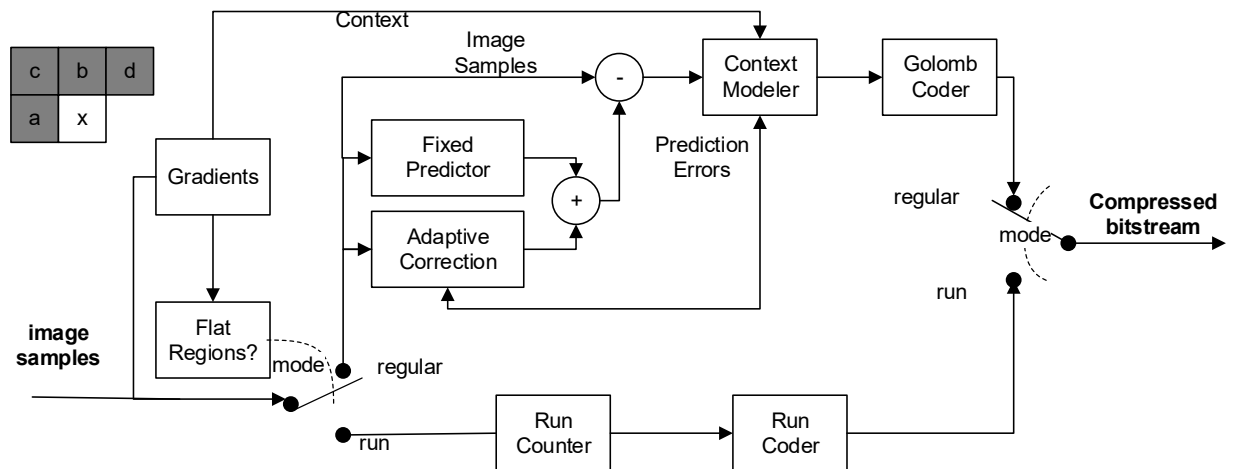 Context
Image
Samples
c b d
a x
-
Context
Modeler
Golomb
Coder
Fixed
Predictor
Prediction
Errors
Gradients
+
regular
Compressed
bitstream
mode
Adaptive
Correction
run
image
samples
Flat
Regions?
mode
regular
run
Run
Counter
Run
Coder